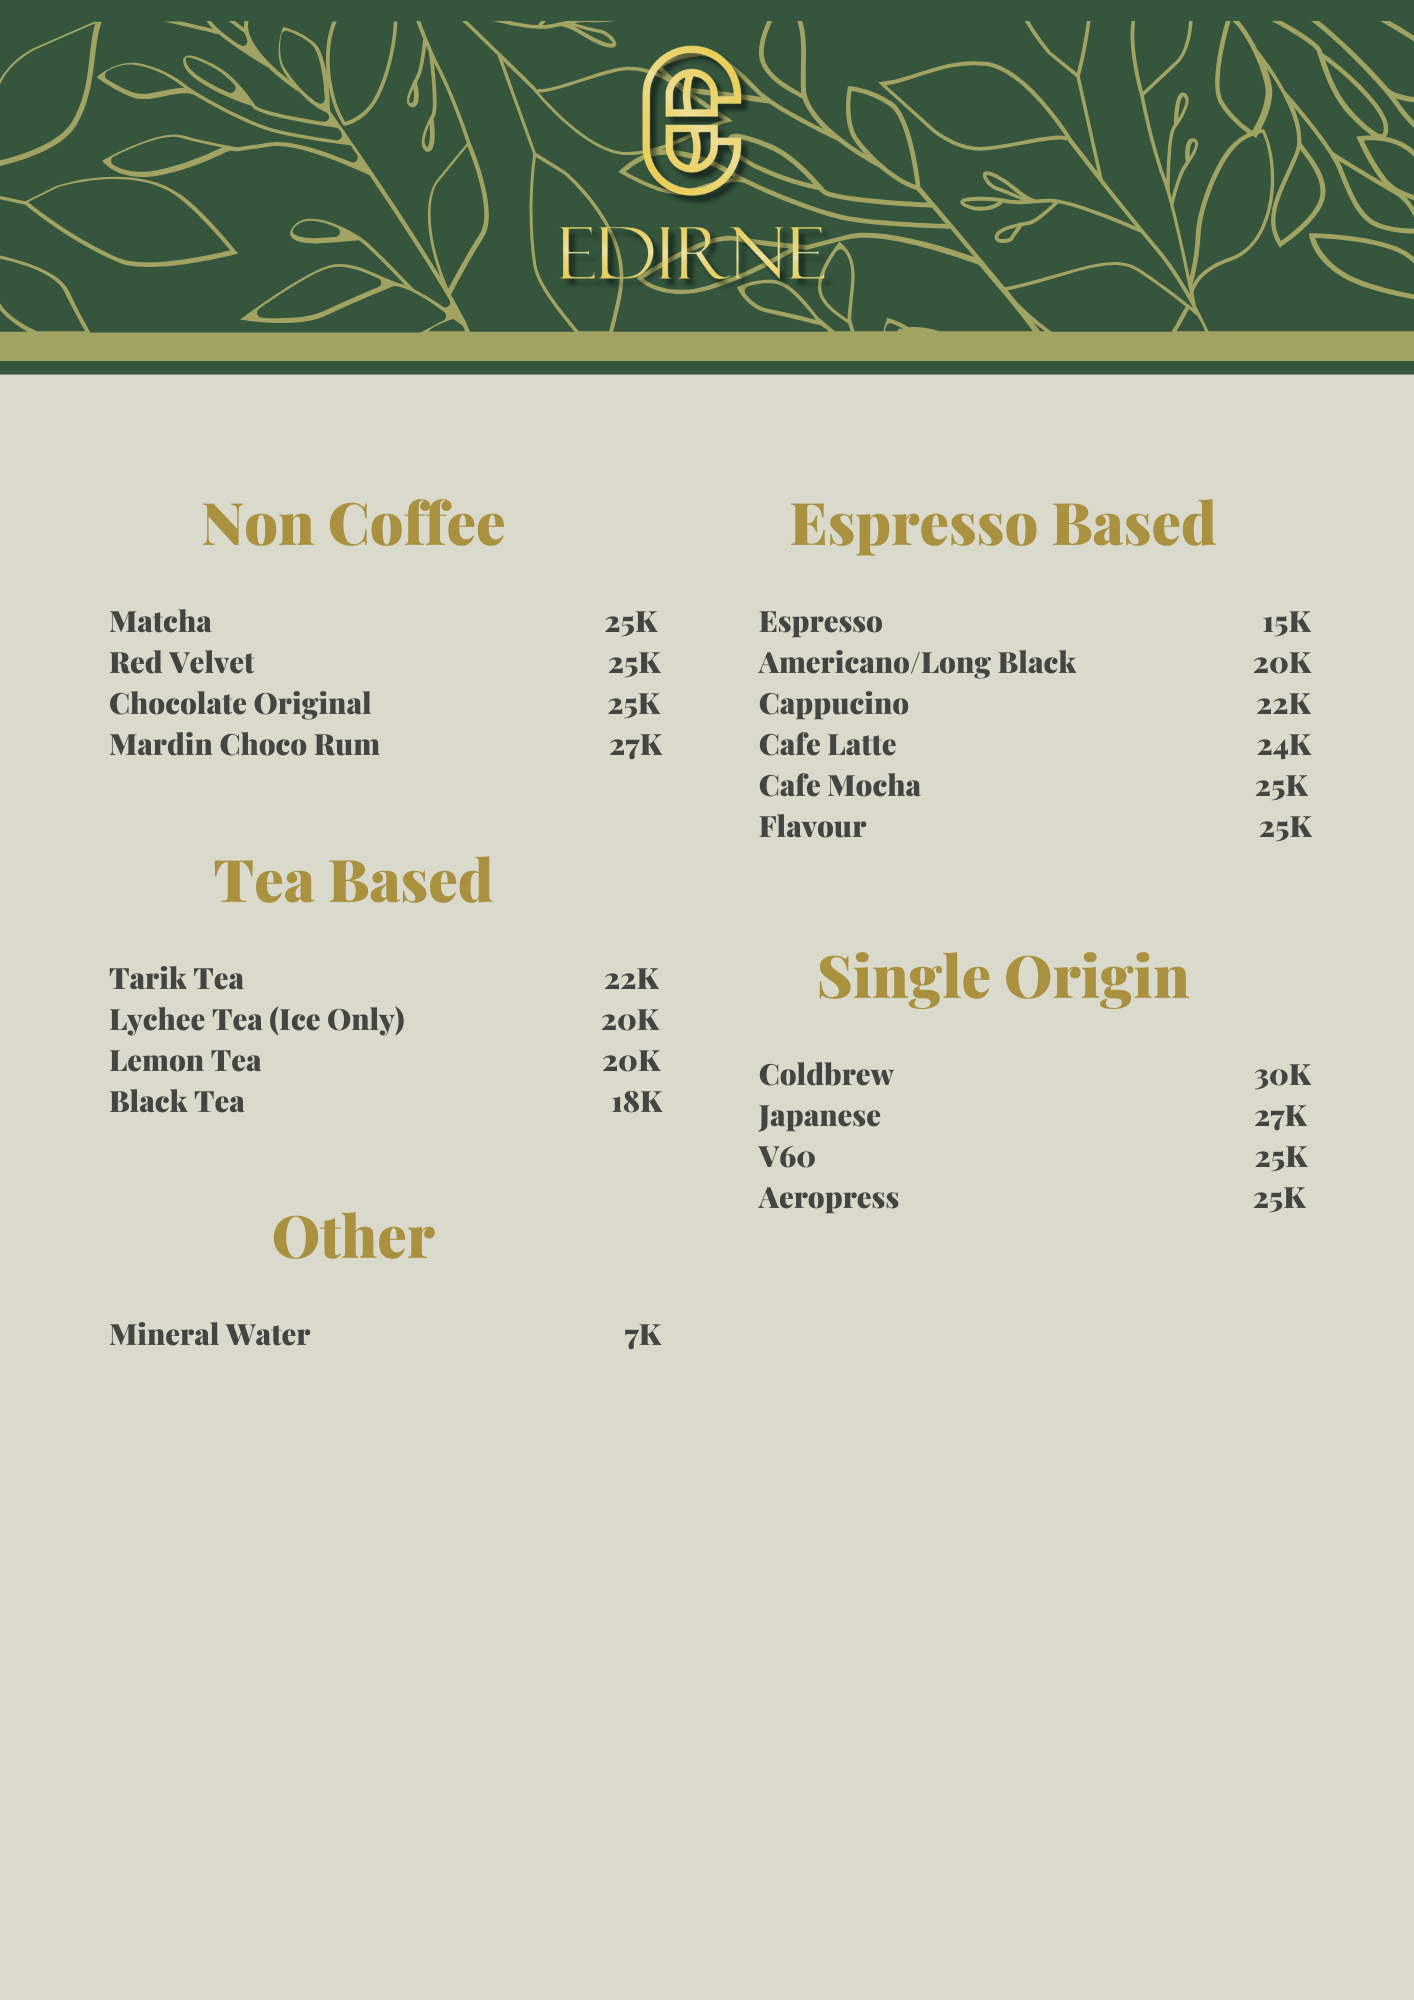 EDIRNE
Non Coffee
Matcha 25K
Red Velvet 25K
Chocolate Original 25K
Mardin Choco Rum 27K
Tea Based
Tarik Tea 22K
Lychee Tea (Ice Only) 20K
Lemon Tea 20K
Black Tea 18K
Other
Mineral Water 7K
Espresso Based
Espresso 15K
Americano/Long Black 20K
Cappucino 22K
Cafe Latte 24K
Cafe Mocha 25K
Flavour 25K
Single Origin
Coldbrew 30K
Japanese 27K
V60 25K
Aeropress 25K